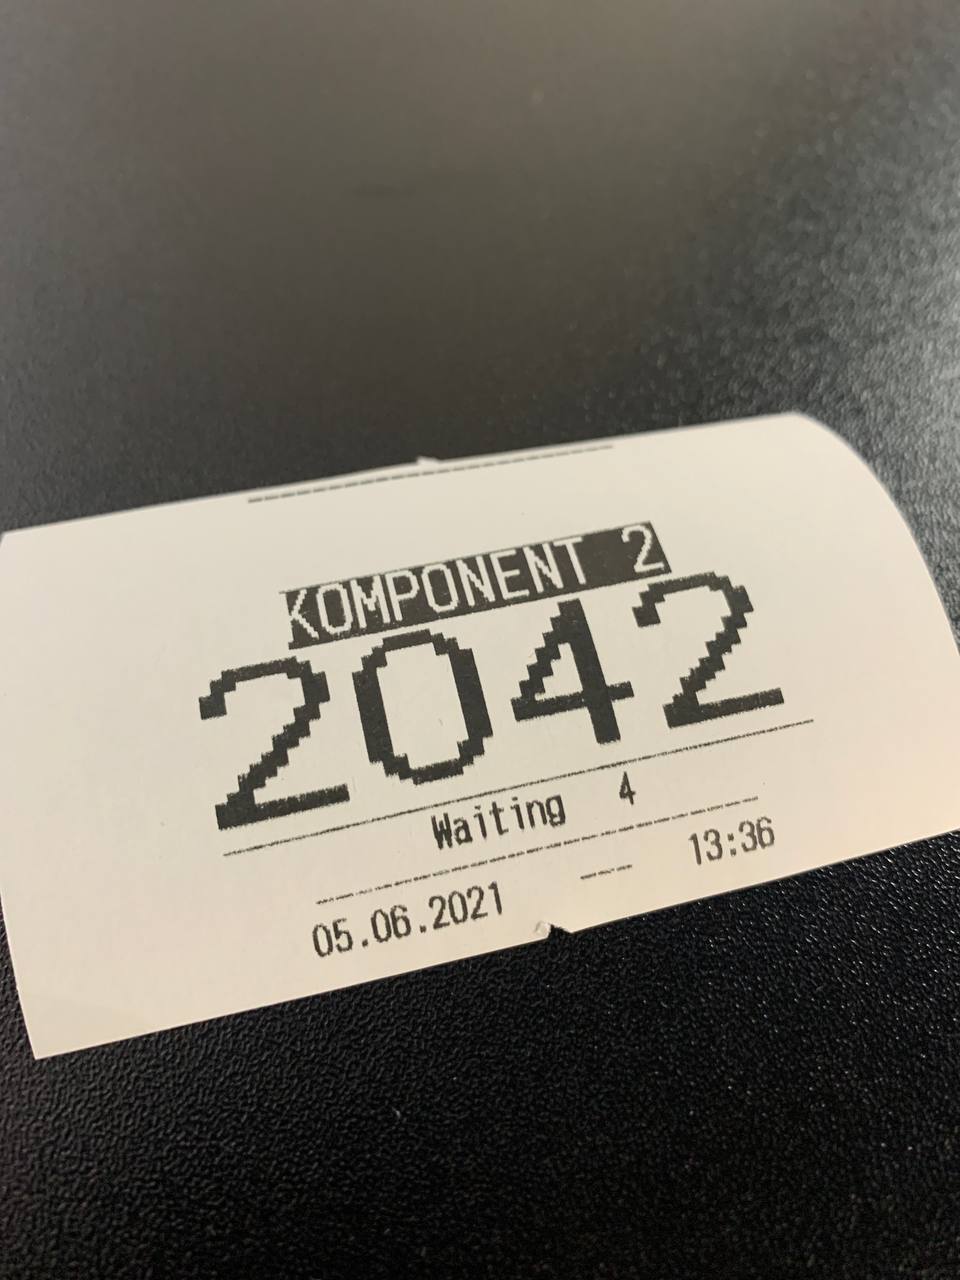 KOMPONENT 2
2042
Waiting 4
05.06.2021 — 13:36